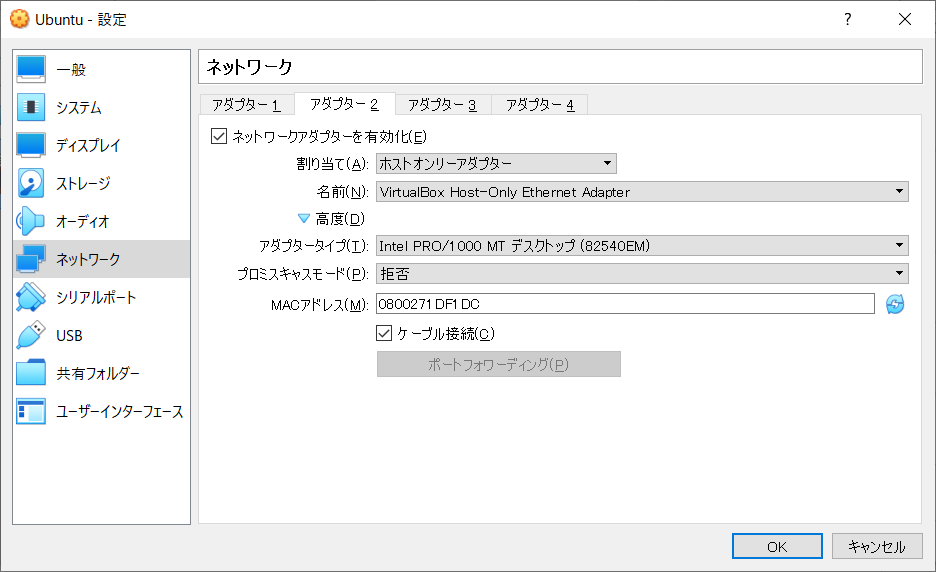 Ubuntu - 設定
?
一般
システム
ディスプレイ
ストレージ
オーディオ
ネットワーク
シリアルポート
USB
共有フォルダー
ユーザーインターフェース
ネットワーク
アダプター 1 アダプター 2 アダプター 3 アダプター 4
ネットワークアダプターを有効化(E)
割り当て(A): ホストオンリーアダプター
名前(N): VirtualBox Host-Only Ethernet Adapter
高度(D)
アダプタータイプ(T): Intel PRO/1000 MT デスクトップ (82540EM)
プロミスキャスモード(P): 拒否
MACアドレス(M): 0800271DF1DC
ケーブル接続(C)
ポートフォワーディング(P)
OK キャンセル